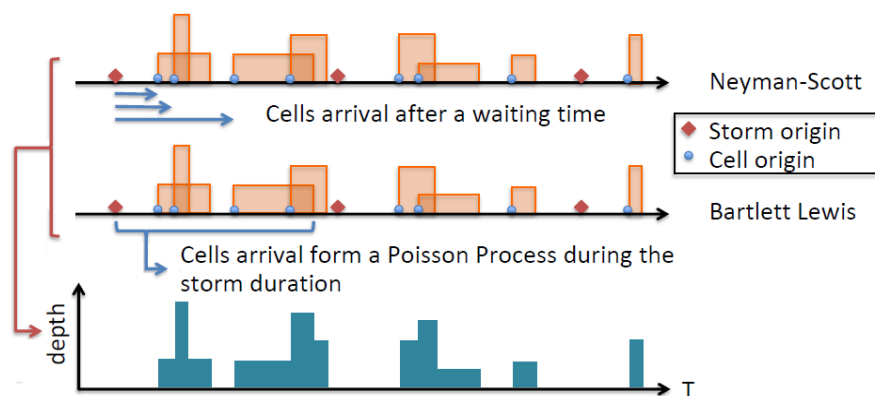 Neyman-Scott
Cells arrival after a waiting time
Storm origin
Cell origin
Bartlett Lewis
Cells arrival form a Poisson Process during the
storm duration
depth
T